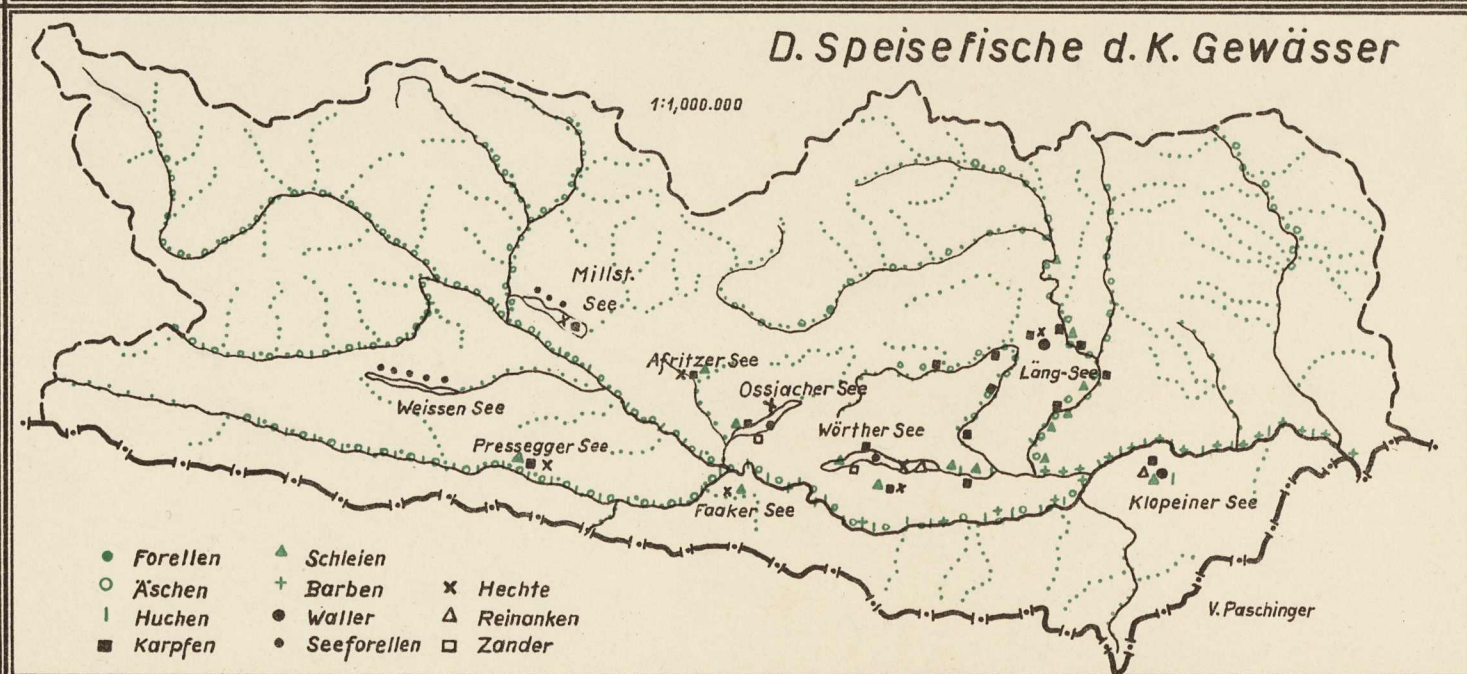 D. Speisefische d. K. Gewässer
1:1,000.000
Millst.
See
Afritzer See
Ossiacher See
Läng-See
Weissen See
Wörther See
Pressegger See
Faaker See
Klopeiner See
Forellen
Äschen
Huchen
Karpfen
Schleien
Barben
Waller
Seeforellen
Hechte
Reinanken
Zander
V. Paschinger